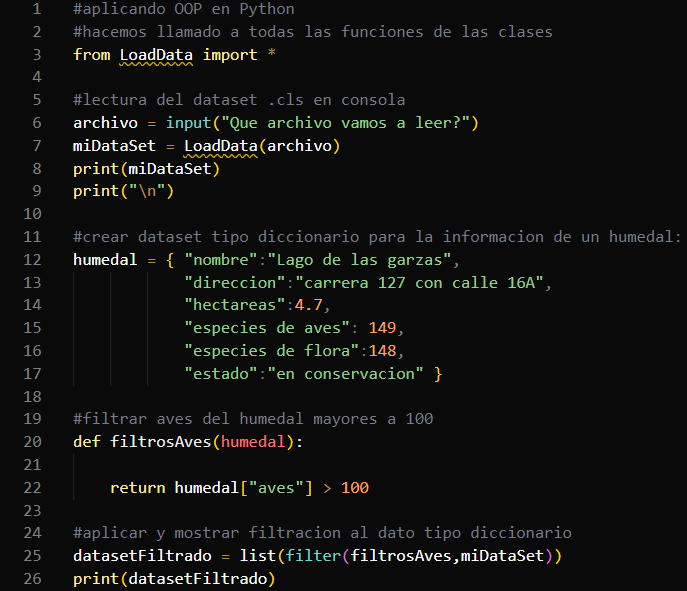 1 #aplicando OOP en Python
2 #hacemos llamado a todas las funciones de las clases
3 from LoadData import *
4
5 #lectura del dataset .cls en consola
6 archivo = input("Que archivo vamos a leer?")
7 miDataSet = LoadData(archivo)
8 print(miDataSet)
9 print("\n")
10
11 #crear dataset tipo diccionario para la informacion de un humedal:
12 humedal = { "nombre":"Lago de las garzas",
13             "direccion":"carrera 127 con calle 16A",
14             "hectareas":4.7,
15             "especies de aves": 149,
16             "especies de flora":148,
17             "estado":"en conservacion" }
18
19 #filtrar aves del humedal mayores a 100
20 def filtrosAves(humedal):
21
22     return humedal["aves"] > 100
23
24 #aplicar y mostrar filtracion al dato tipo diccionario
25 datasetFiltrado = list(filter(filtrosAves,miDataSet))
26 print(datasetFiltrado)